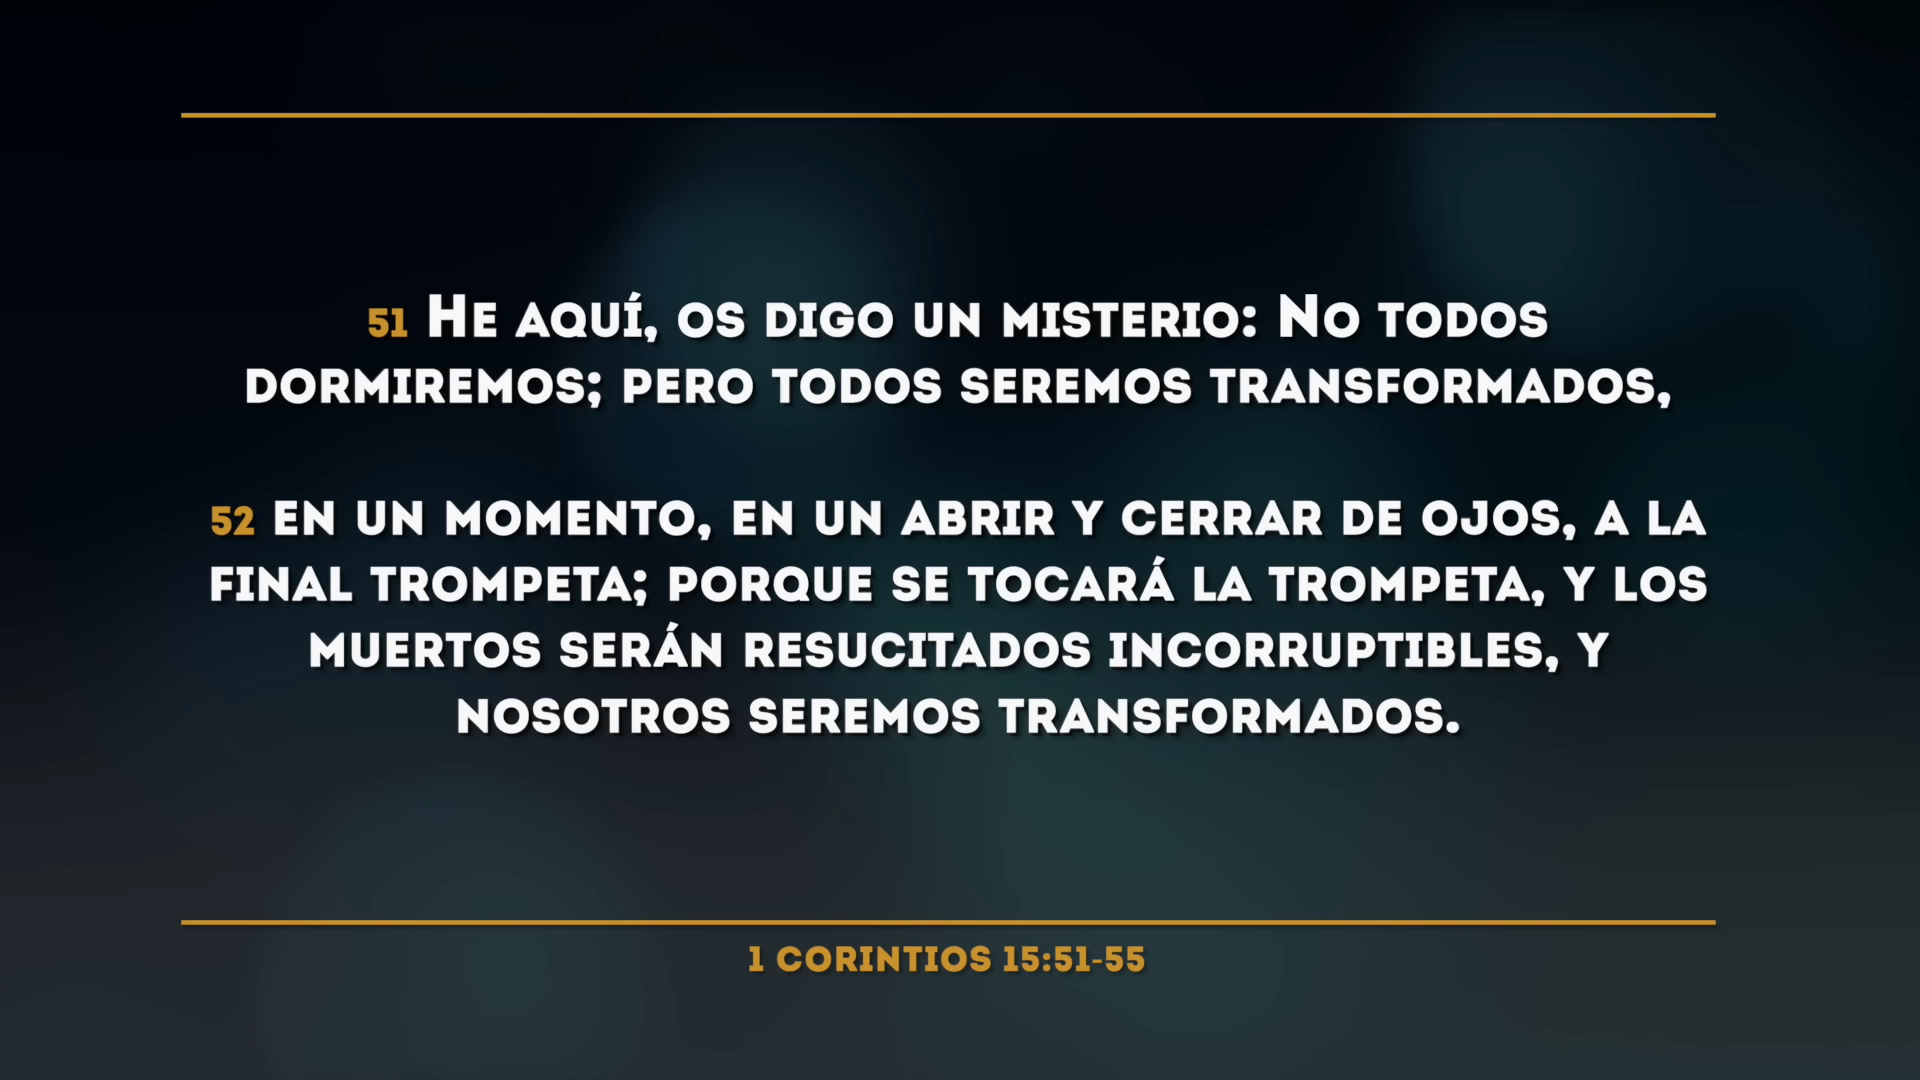 51 He aquí, os digo un misterio: No todos
dormiremos; pero todos seremos transformados,
52 en un momento, en un abrir y cerrar de ojos, a la
final trompeta; porque se tocará la trompeta, y los
muertos serán resucitados incorruptibles, y
nosotros seremos transformados.
1 CORINTIOS 15:51-55